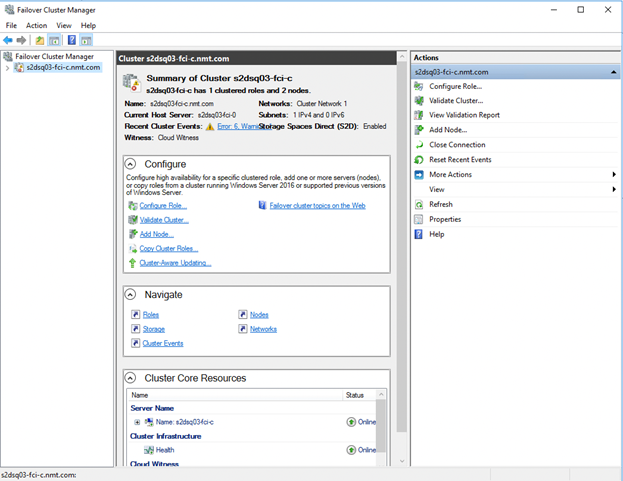 Failover Cluster Manager
File Action View Help
Failover Cluster Manager
s2dsq03-fci-c.nmt.com
Cluster s2dsq03-fci-c.nmt.com
Summary of Cluster s2dsq03-fci-c
s2dsq03-fci-c has 1 clustered roles and 2 nodes.
Name: s2dsq03-fci-c.nmt.com Networks: Cluster Network 1
Current Host Server: s2dsq03fci-0 Subnets: 1 IPv4 and 0 IPv6
Recent Cluster Events: Error: 6, Warni Storage Spaces Direct (S2D): Enabled
Witness: Cloud Witness
Configure
Configure high availability for a specific clustered role, add one or more servers (nodes),
or copy roles from a cluster running Windows Server 2016 or supported previous versions
of Windows Server.
Configure Role... Failover cluster topics on the Web
Validate Cluster...
Add Node...
Copy Cluster Roles...
Cluster-Aware Updating...
Navigate
Roles Nodes
Storage Networks
Cluster Events
Cluster Core Resources
Name Status
Server Name
Name: s2dsq03-fci-c Online
Cluster Infrastructure
Health Online
Cloud Witness
Actions
s2dsq03-fci-c.nmt.com
Configure Role...
Validate Cluster...
View Validation Report
Add Node...
Close Connection
Reset Recent Events
More Actions
View
Refresh
Properties
Help
s2dsq03-fci-c.nmt.com: